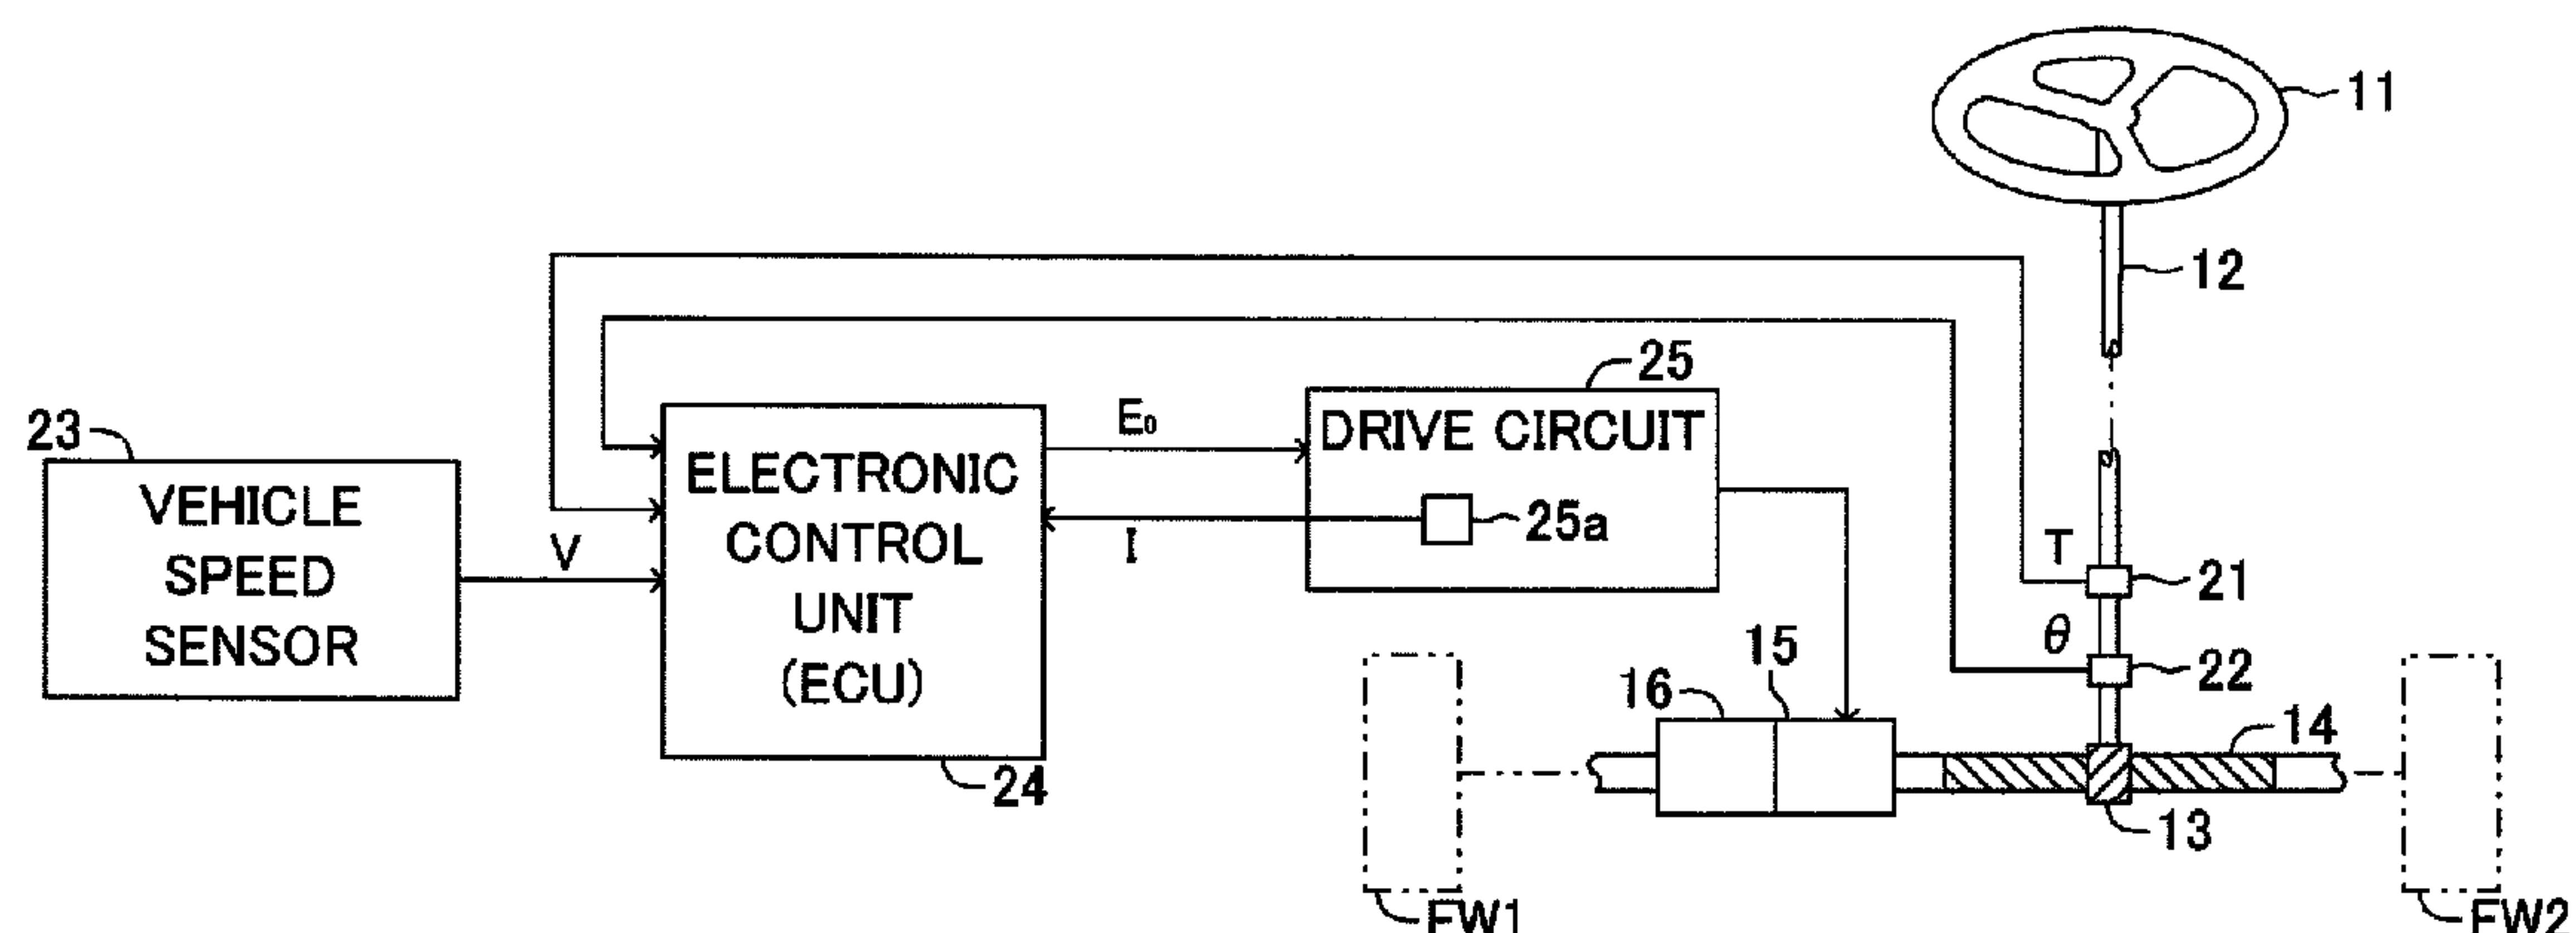 11
12
25
23
E₀
DRIVE CIRCUIT
ELECTRONIC
CONTROL
UNIT
(ECU)
VEHICLE
SPEED
SENSOR
V
I
25a
T
21
θ
22
15
16
14
24
13
FW1
FW2